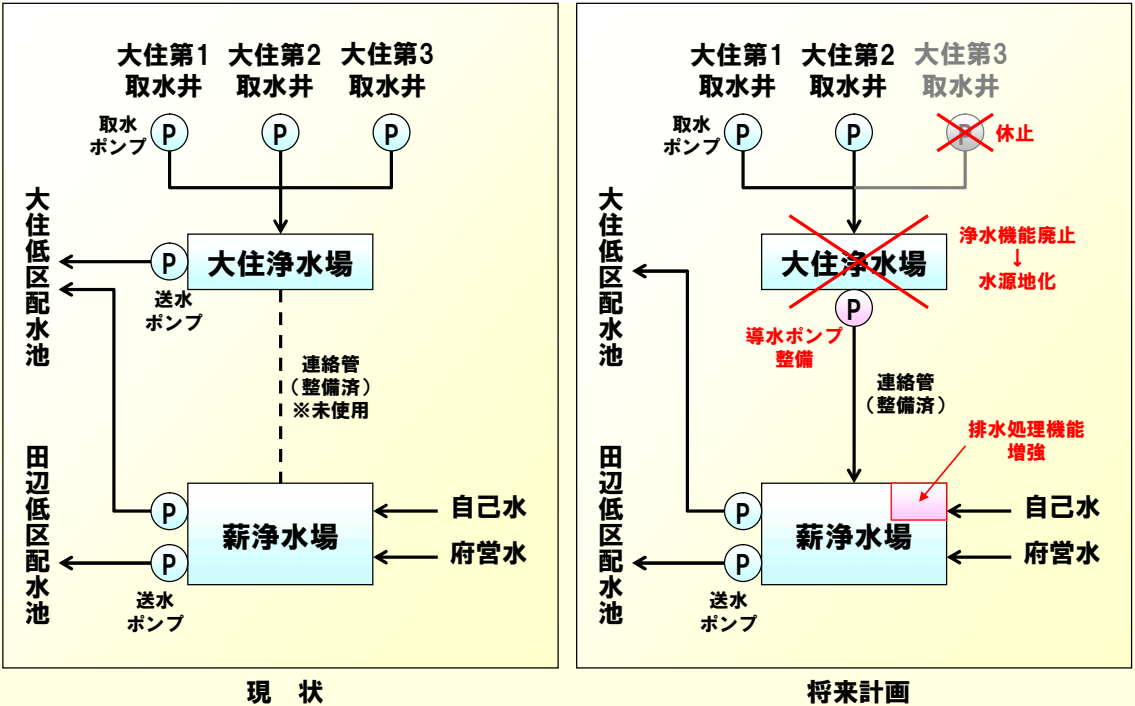 大住第1
取水井
大住第2
取水井
大住第3
取水井
取水
ポンプ
P
P
P
大住低区配水池
P
大住浄水場
送水
ポンプ
連絡管
（整備済）
※未使用
田辺低区配水池
P
P
薪浄水場
自己水
府営水
送水
ポンプ
現　状
大住第1
取水井
大住第2
取水井
大住第3
取水井
取水
ポンプ
P
P
P
休止
大住低区配水池
大住浄水場
浄水機能廃止
↓
水源地化
P
導水ポンプ
整備
連絡管
（整備済）
排水処理機能
増強
田辺低区配水池
P
P
薪浄水場
自己水
府営水
送水
ポンプ
将来計画